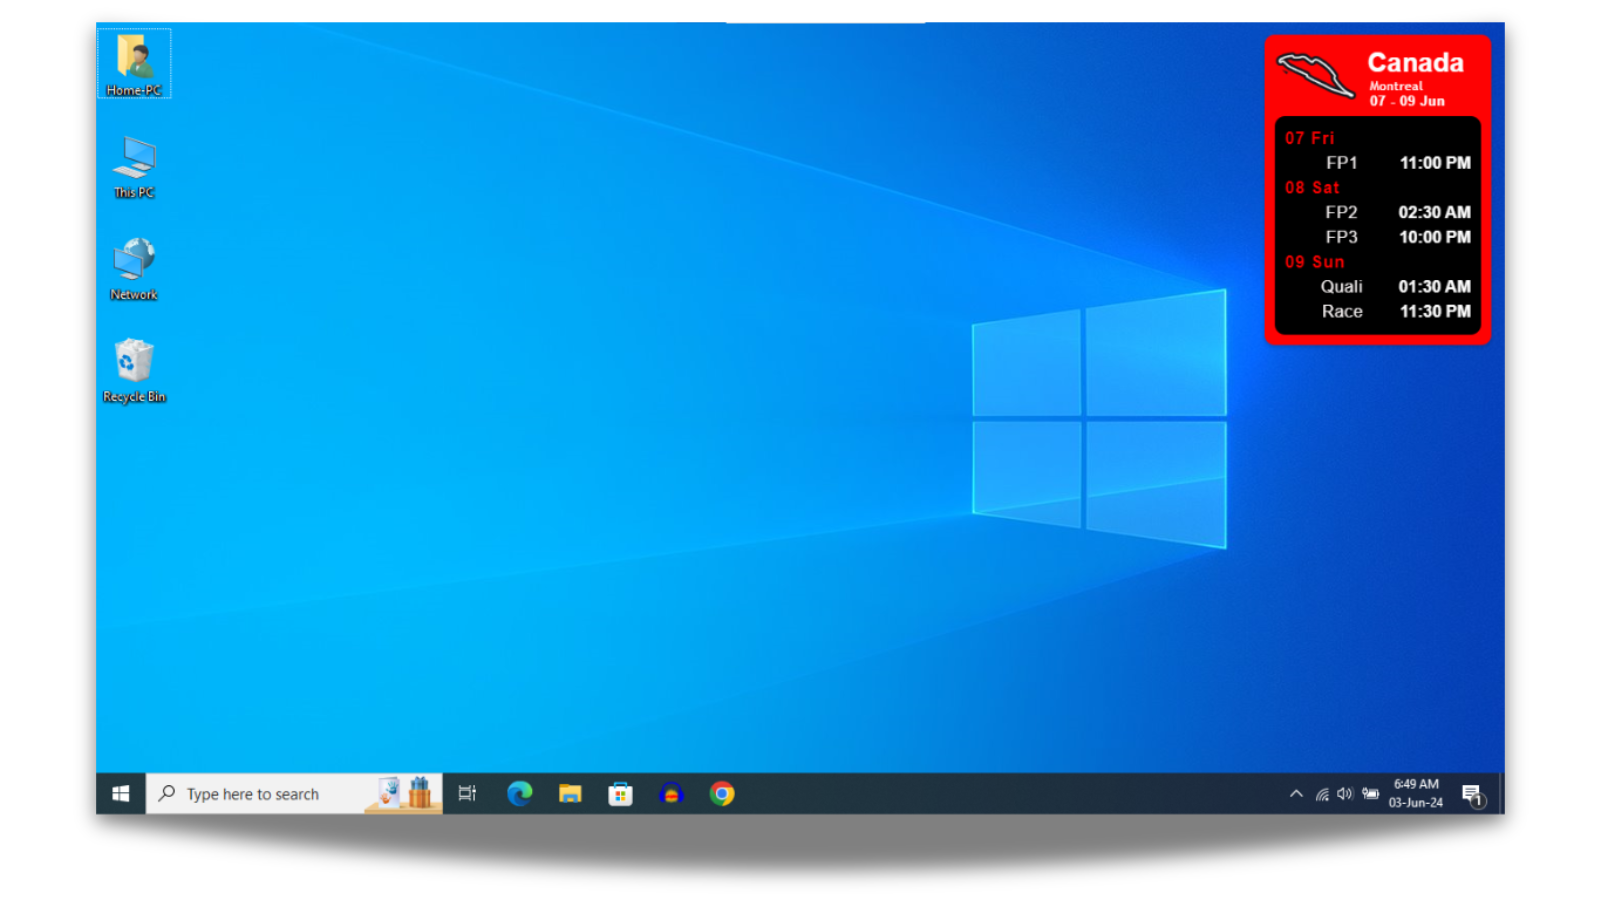 Home-PC
This PC
Network
Recycle Bin
Canada
Montreal
07 - 09 Jun
07 Fri
FP1 11:00 PM
08 Sat
FP2 02:30 AM
FP3 10:00 PM
09 Sun
Quali 01:30 AM
Race 11:30 PM
Type here to search
6:49 AM
03-Jun-24
1